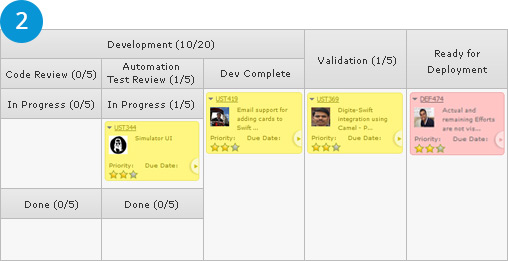 2
Development (10/20)
Validation (1/5)
Ready for
Deployment
Code Review (0/5)
Automation
Test Review (1/5)
Dev Complete
In Progress (0/5)
In Progress (1/5)
UST344
Simulator UI
Priority: Due Date:
Done (0/5)
Done (0/5)
UST419
Email support for
adding cards to
Swift ...
Priority: Due Date:
UST369
Digite-Swift
integration using
Camel - P...
Priority: Due Date:
DEF474
Actual and
remaining Efforts
are not vis...
Priority: Due Date: